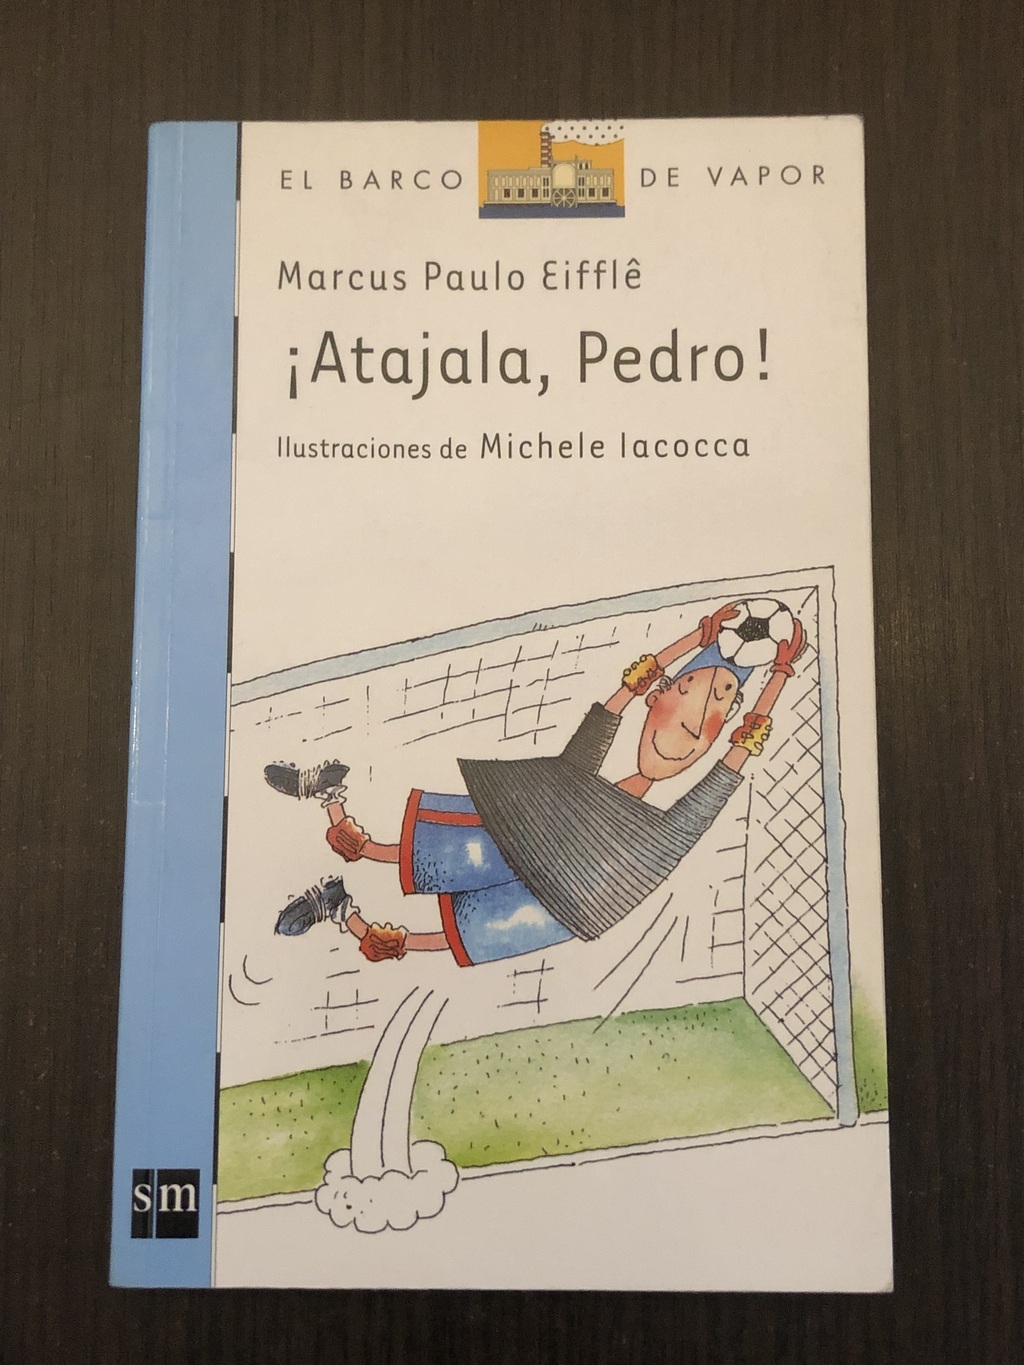 EL BARCO DE VAPOR
Marcus Paulo Eifflê
¡Atajala, Pedro!
Ilustraciones de Michele Iacocca
sm